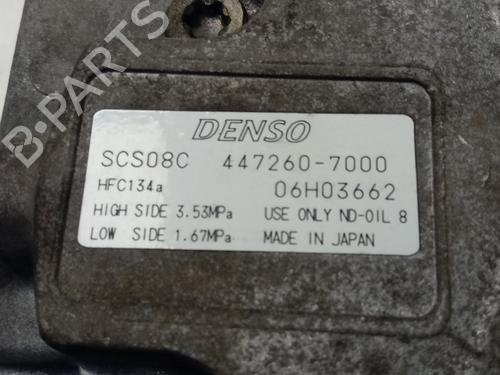 B-PARTS
DENSO
SCS08C 447260-7000
HFC134a 06H03662
HIGH SIDE 3.53MPa USE ONLY ND-OIL 8
LOW SIDE 1.67MPa MADE IN JAPAN